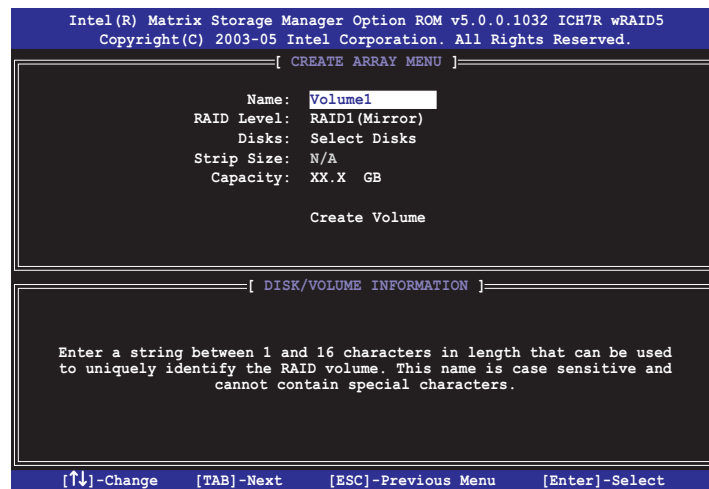 Intel(R) Matrix Storage Manager Option ROM v5.0.0.1032 ICH7R wRAID5
Copyright(C) 2003-05 Intel Corporation. All Rights Reserved.
[ CREATE ARRAY MENU ]
Name: Volume1
RAID Level: RAID1(Mirror)
Disks: Select Disks
Strip Size: N/A
Capacity: XX.X GB
Create Volume
[ DISK/VOLUME INFORMATION ]
Enter a string between 1 and 16 characters in length that can be used
to uniquely identify the RAID volume. This name is case sensitive and
cannot contain special characters.
[↑↓]-Change [TAB]-Next [ESC]-Previous Menu [Enter]-Select